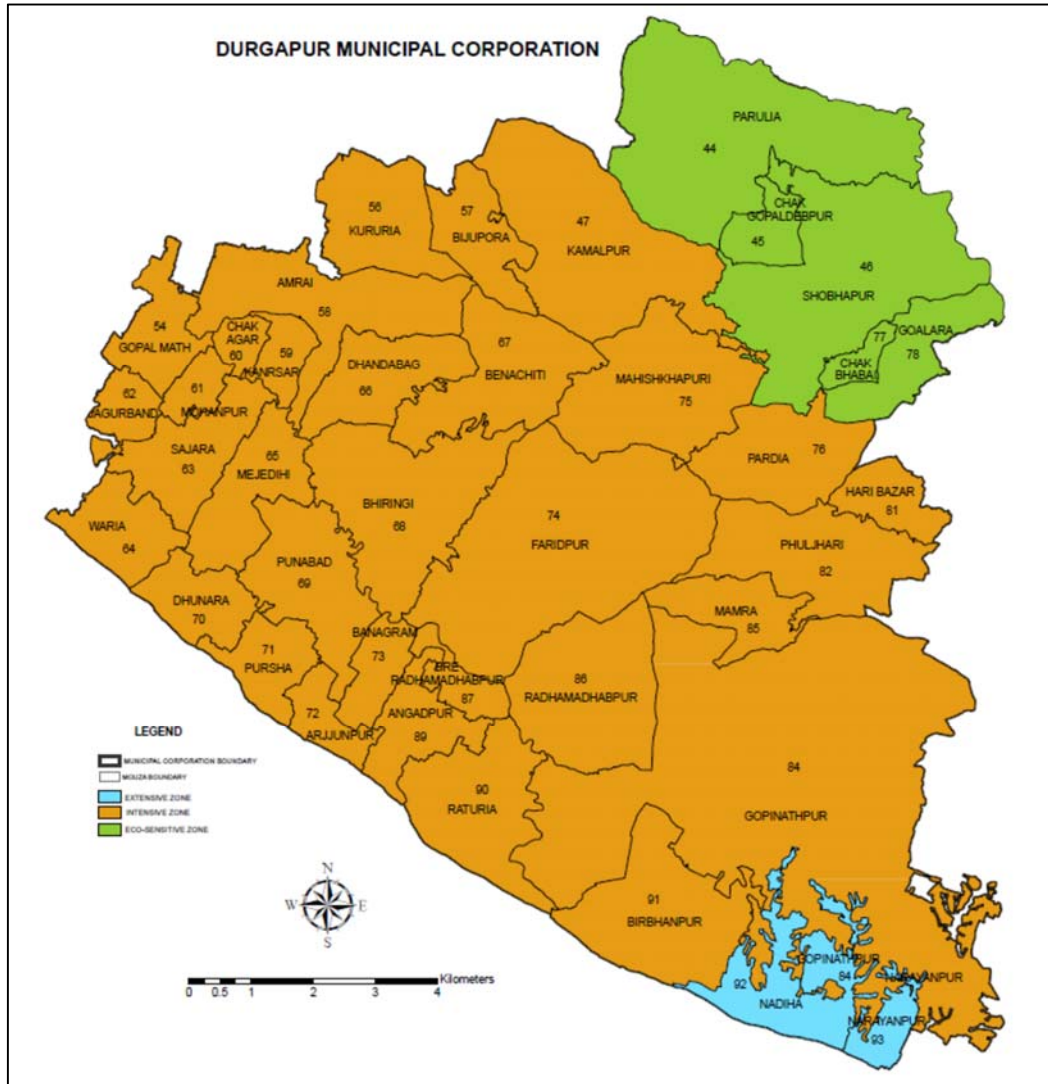 DURGAPUR MUNICIPAL CORPORATION
PARULIA
44
CHAK
GOPALDEBPUR
45
46
SHOBHAPUR
GOALARA
77
78
CHAK
BHABA
56
KURURIA
57
BIJUPORA
47
KAMALPUR
AMRAI
58
54
GOPAL MATH
CHAK
AGAR
60
59
KANRSAR
67
BENACHITI
DHANDABAG
66
MAHISHKHAPURI
75
62
JAGURBAND
61
MOHANPUR
SAJARA
63
65
MEJEDIHI
76
PARDIA
HARI BAZAR
81
WARIA
64
BHIRINGI
68
74
FARIDPUR
PHULJHARI
82
PUNABAD
69
DHUNARA
70
MAMRA
85
BANAGRAM
73
71
PURSHA
BRE
RADHAMADHABPUR
87
86
RADHAMADHABPUR
72
ARJJUNPUR
ANGADPUR
89
90
RATURIA
84
GOPINATHPUR
91
BIRBHANPUR
GOPINATHPUR
84
92
NADIHA
NARAYANPUR
NARAYANPUR
93
LEGEND
MUNICIPAL CORPORATION BOUNDARY
MOUZA BOUNDARY
EXTENSIVE ZONE
INTENSIVE ZONE
ECO-SENSITIVE ZONE
N
W E
S
Kilometers
0 0.5 1 2 3 4